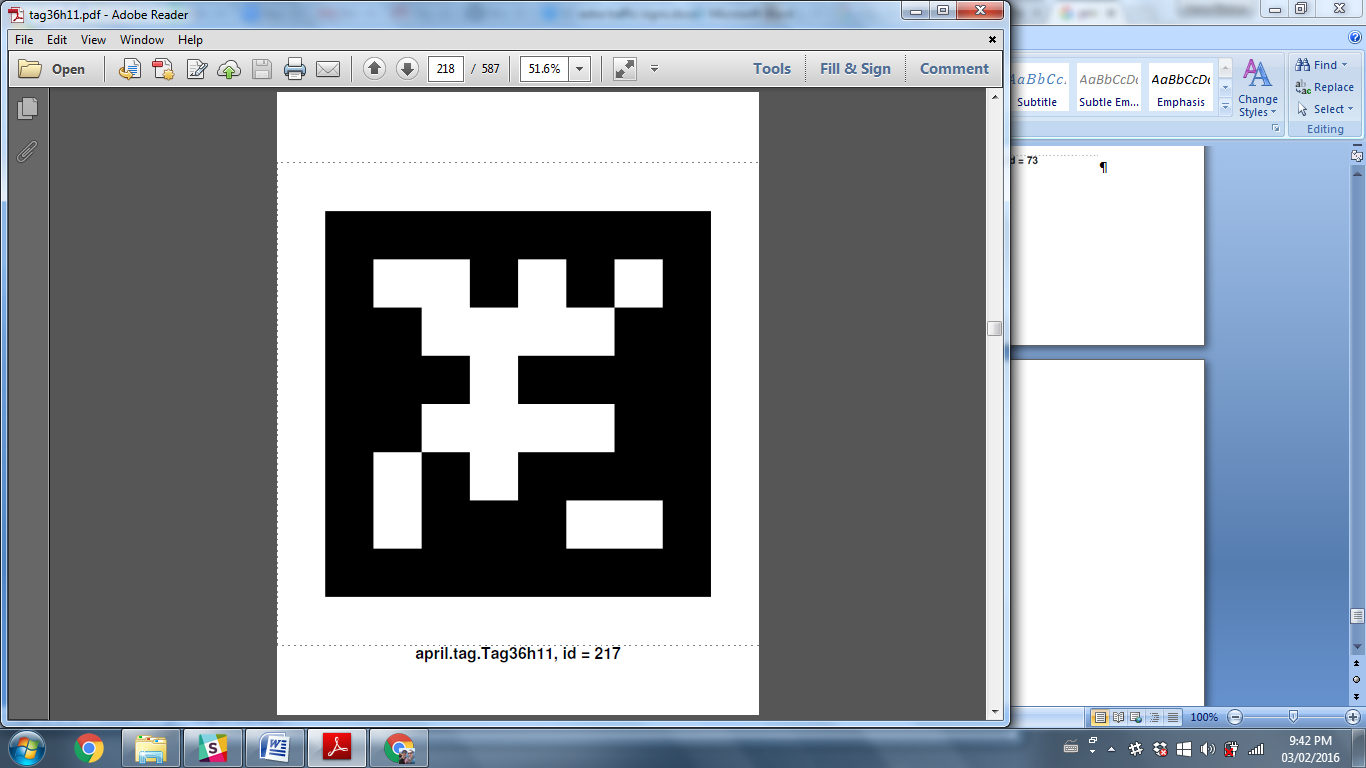 tag36h11.pdf - Adobe Reader
File Edit View Window Help
Open 218 / 587 51.6% Tools Fill & Sign Comment
april.tag.Tag36h11, id = 217
AaBbCcDc AaBbCcDc
Subtitle Subtle Em... Emphasis
Change Styles
Find
Replace
Select
Editing
d = 73
¶
100%
9:42 PM
03/02/2016